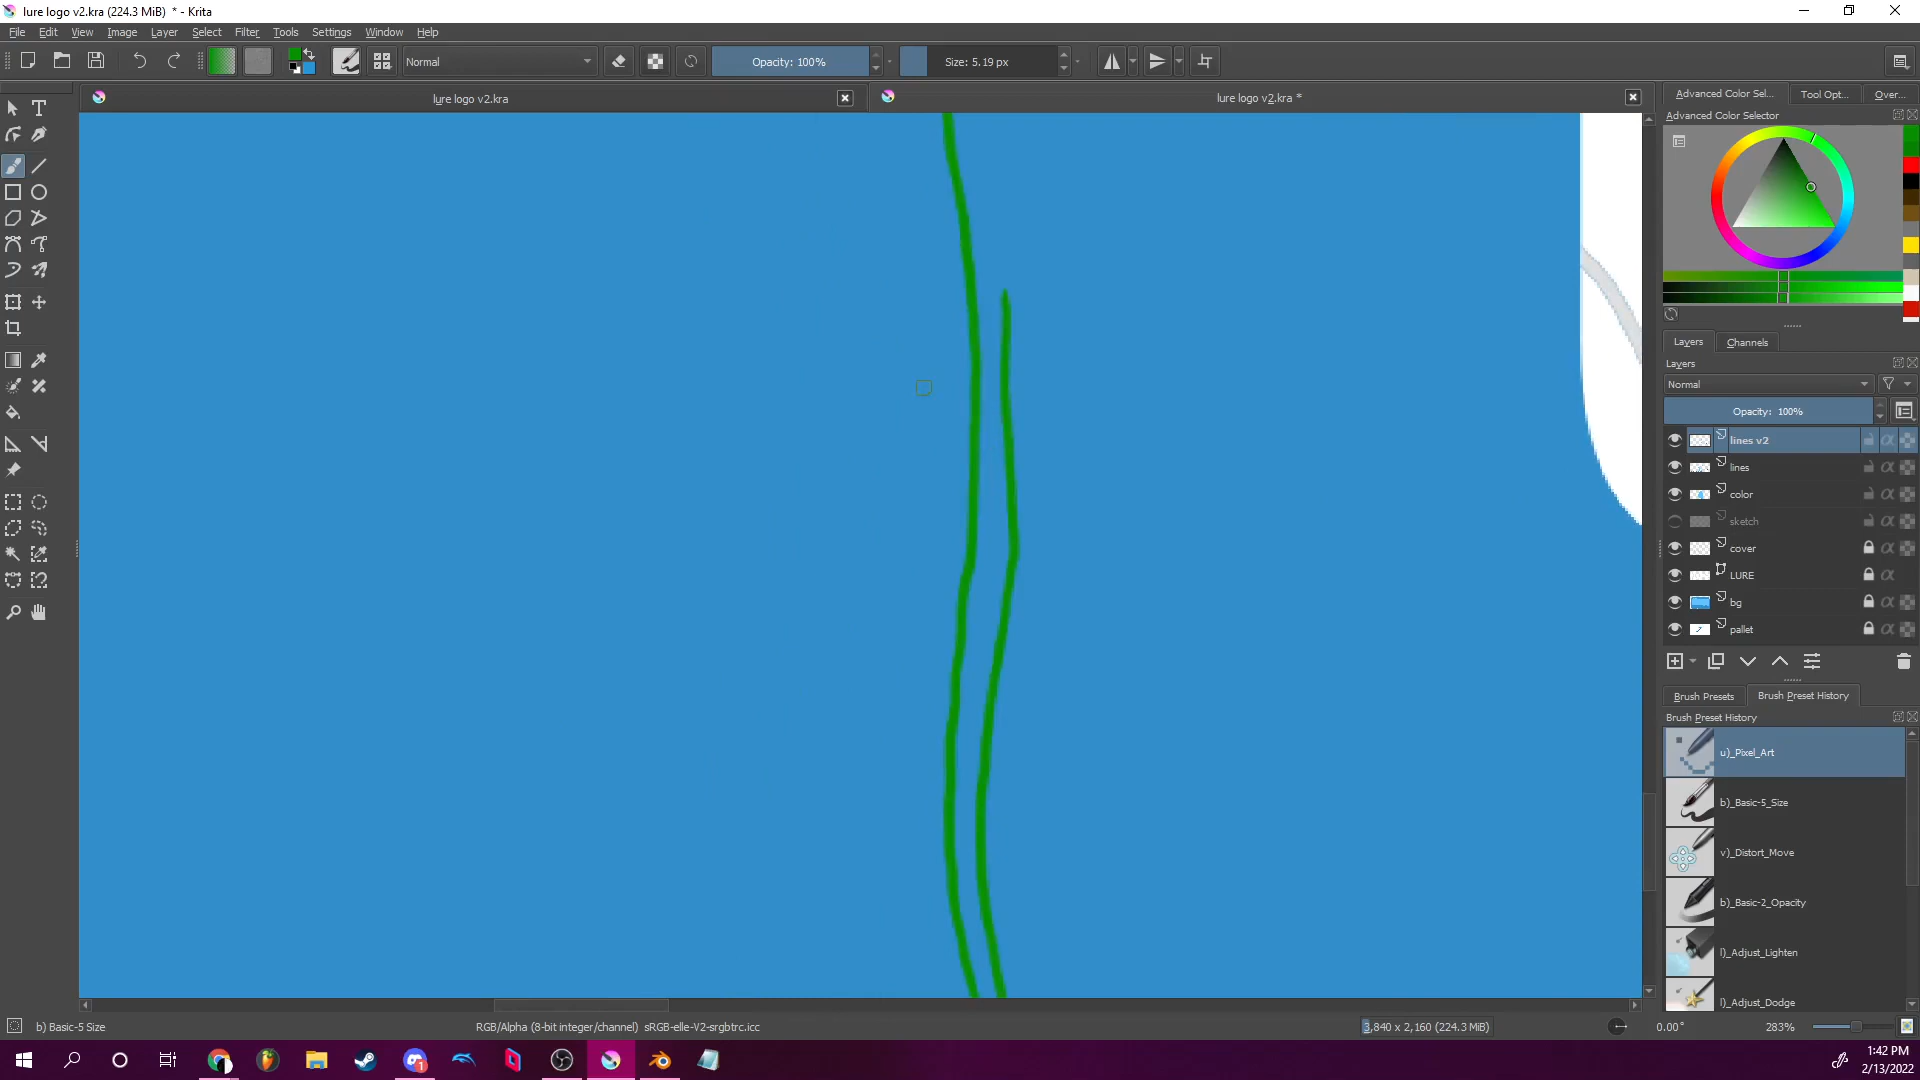 lure logo v2.kra (224.3 MiB)  * - Krita
File Edit View Image Layer Select Filter Tools Settings Window Help
Normal
Opacity: 100%
Size: 5.19 px
lure logo v2.kra
lure logo v2.kra *
Advanced Color Sel...
Tool Opt...
Over...
Advanced Color Selector
Layers
Channels
Layers
Normal
Opacity: 100%
lines v2
lines
color
sketch
cover
LURE
bg
pallet
Brush Presets
Brush Preset History
Brush Preset History
u)_Pixel_Art
b)_Basic-5_Size
v)_Distort_Move
b)_Basic-2_Opacity
l)_Adjust_Lighten
l)_Adjust_Dodge
b) Basic-5 Size
RGB/Alpha (8-bit integer/channel)  sRGB-elle-V2-srgbtrc.icc
3,840 x 2,160 (224.3 MiB)
0.00°
283%
1:42 PM
2/13/2022